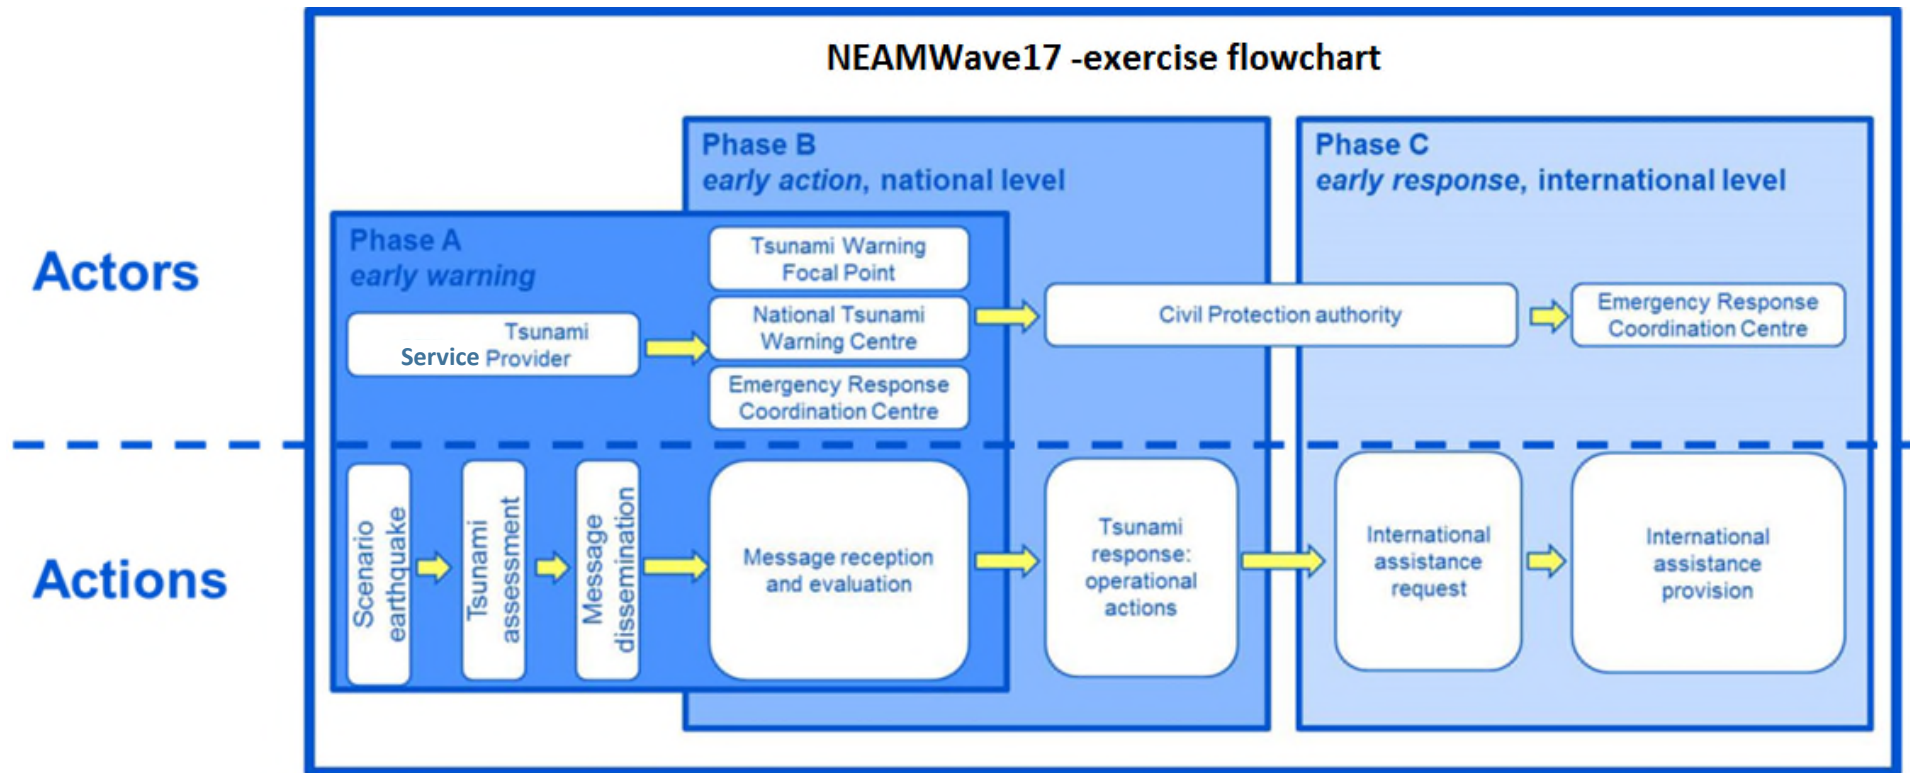 NEAMWave17 -exercise flowchart
Phase B
early action, national level
Phase C
early response, international level
Actors
Phase A
early warning
Tsunami
Service Provider
Tsunami Warning
Focal Point
National Tsunami
Warning Centre
Emergency Response
Coordination Centre
Civil Protection authority
Emergency Response
Coordination Centre
Actions
Scenario
earthquake
Tsunami
assessment
Message
dissemination
Message reception
and evaluation
Tsunami
response:
operational
actions
International
assistance
request
International
assistance
provision